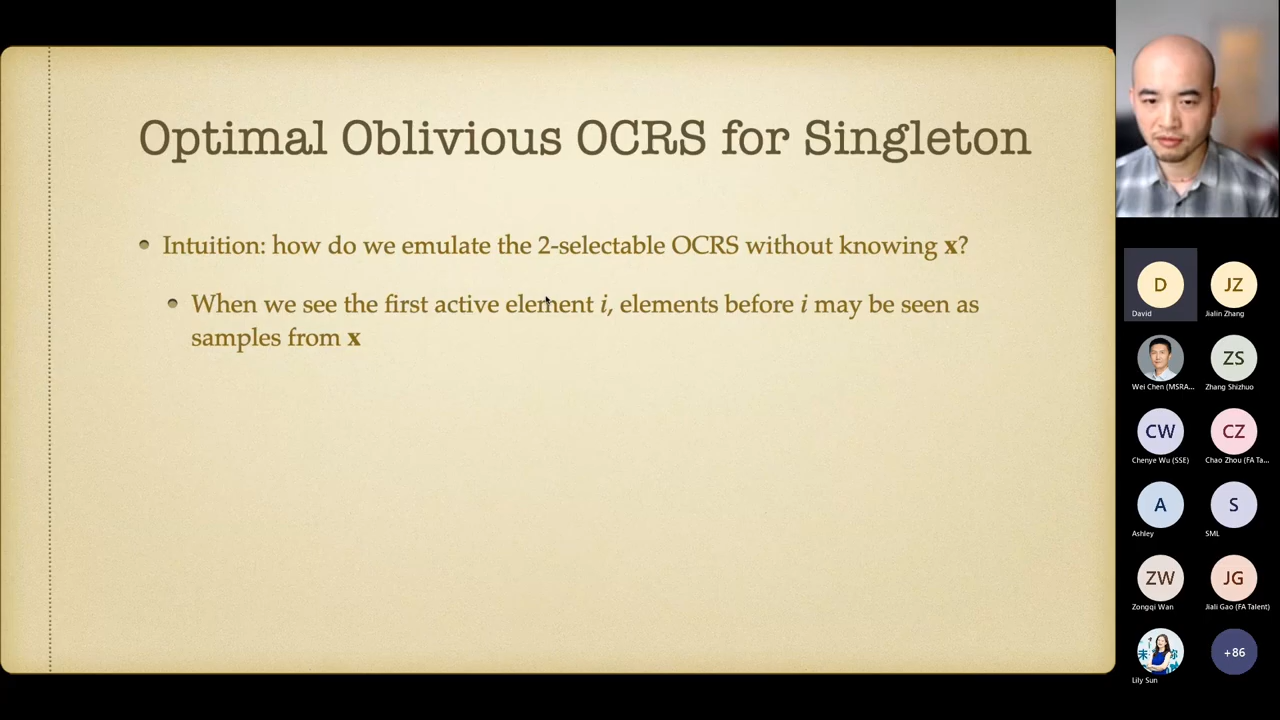 Optimal Oblivious OCRS for Singleton
Intuition: how do we emulate the 2-selectable OCRS without knowing x?
When we see the first active element i, elements before i may be seen as
samples from x
D
David
JZ
Jialin Zhang
Wei Chen (MSRA...
ZS
Zhang Shizhuo
CW
Chenye Wu (SSE)
CZ
Chao Zhou (FA Ta...
A
Ashley
S
SML
ZW
Zongqi Wan
JG
Jiali Gao (FA Talent)
Lily Sun
+86